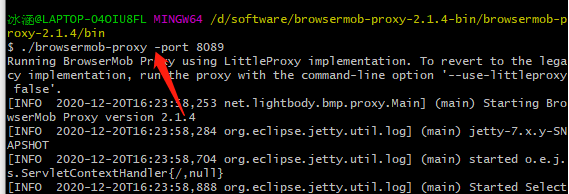 冰涵@LAPTOP-O4OIU8FL MINGW64 /d/software/browsermob-proxy-2.1.4-bin/browsermob-p
roxy-2.1.4/bin
$ ./browsermob-proxy -port 8089
Running BrowserMob Proxy using LittleProxy implementation. To revert to the lega
cy implementation, run the proxy with the command-line option '--use-littleproxy
 false'.
[INFO  2020-12-20T16:23:58,253 net.lightbody.bmp.proxy.Main] (main) Starting Bro
wserMob Proxy version 2.1.4
[INFO  2020-12-20T16:23:58,284 org.eclipse.jetty.util.log] (main) jetty-7.x.y-SN
APSHOT
[INFO  2020-12-20T16:23:58,704 org.eclipse.jetty.util.log] (main) started o.e.j.
s.ServletContextHandler{/,null}
[INFO  2020-12-20T16:23:58,888 org.eclipse.jetty.util.log] (main) Started Select